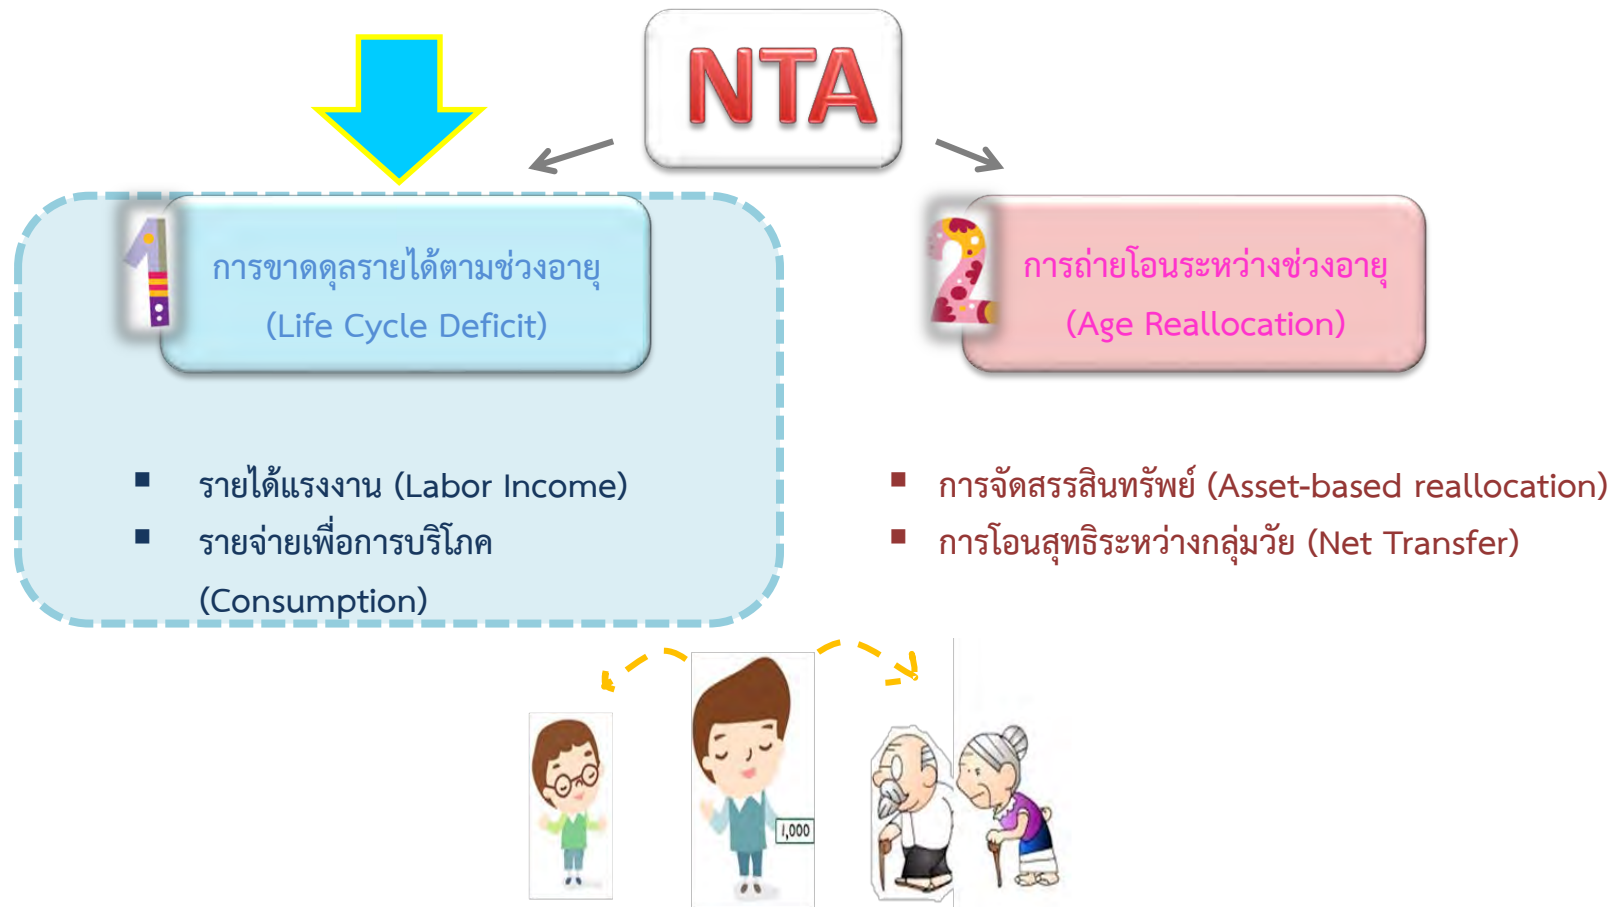 NTA
1
การขาดดุลรายได้ตามช่วงอายุ
(Life Cycle Deficit)
2
การถ่ายโอนระหว่างช่วงอายุ
(Age Reallocation)
▪ รายได้แรงงาน (Labor Income)
▪ รายจ่ายเพื่อการบริโภค
(Consumption)
▪ การจัดสรรสินทรัพย์ (Asset-based reallocation)
▪ การโอนสุทธิระหว่างกลุ่มวัย (Net Transfer)
1,000